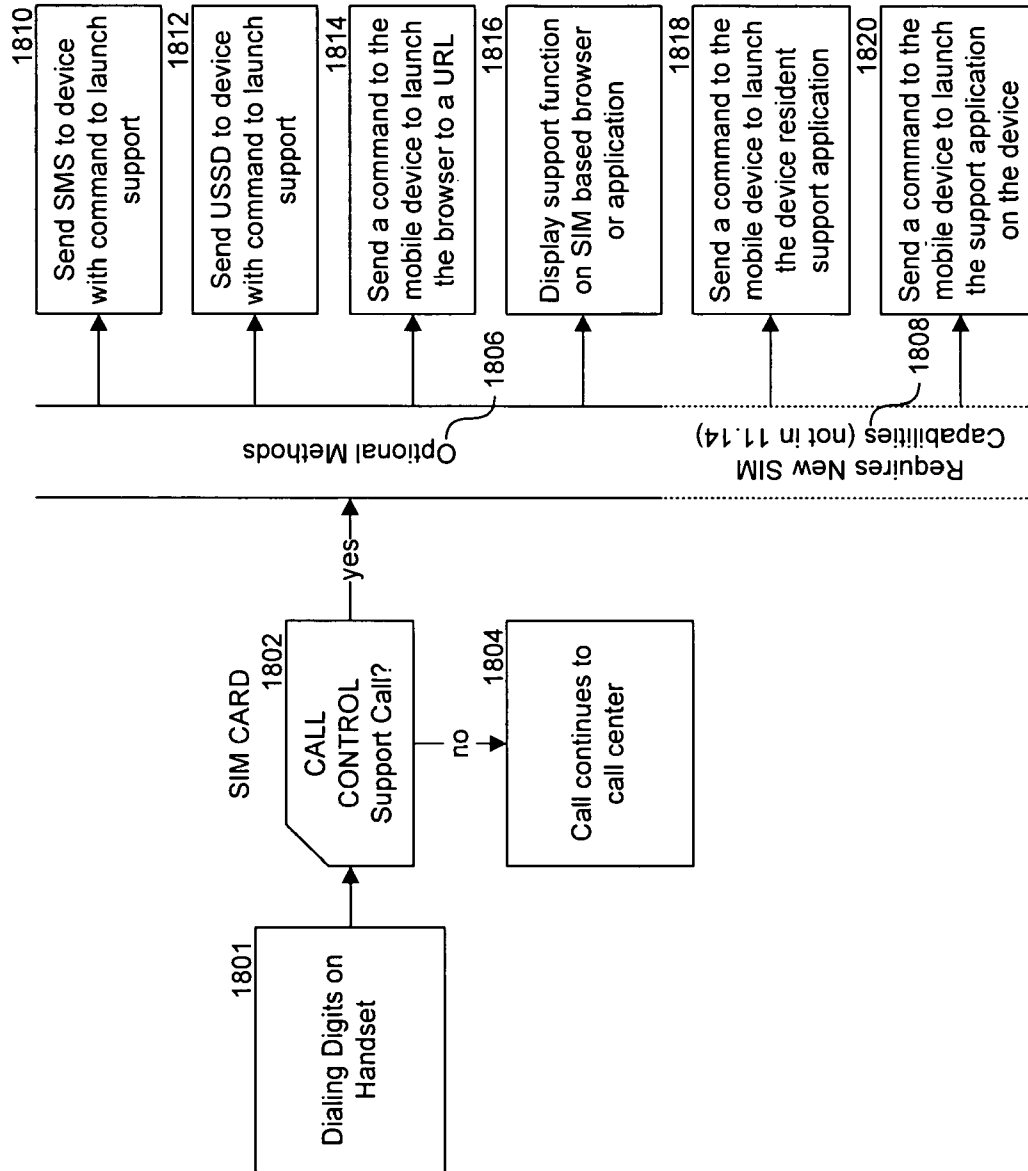 1801
Dialing Digits on
Handset
SIM CARD
1802
CALL
CONTROL
Support Call?
yes
no
1804
Call continues to
call center
Optional Methods
1806
Requires New SIM
Capabilities (not in 11.14)
1808
1810
Send SMS to device
with command to launch
support
1812
Send USSD to device
with command to launch
support
1814
Send a command to the
mobile device to launch
the browser to a URL
1816
Display support function
on SIM based browser
or application
1818
Send a command to the
mobile device to launch
the device resident
support application
1820
Send a command to the
mobile device to launch
the support application
on the device